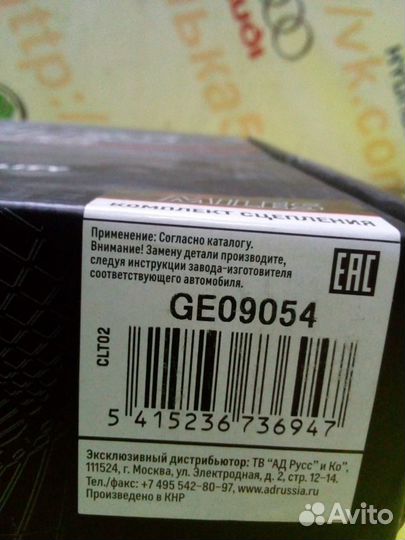 AUDI
Miles
КОМПЛЕКТ СЦЕПЛЕНИЯ
Применение: Согласно каталогу.
Внимание! Замену детали производите,
следуя инструкции завода-изготовителя
соответствующего автомобиля.
EAC
CLT02
GE09054
5 415236 736947
Эксклюзивный дистрибьютор: ТВ "АД Русс" и Ко",
111524, г. Москва, ул. Электродная, д. 2, стр. 12-14.
Тел./факс: +7 495 542-80-97, www.adrussia.ru
Произведено в КНР
Avito